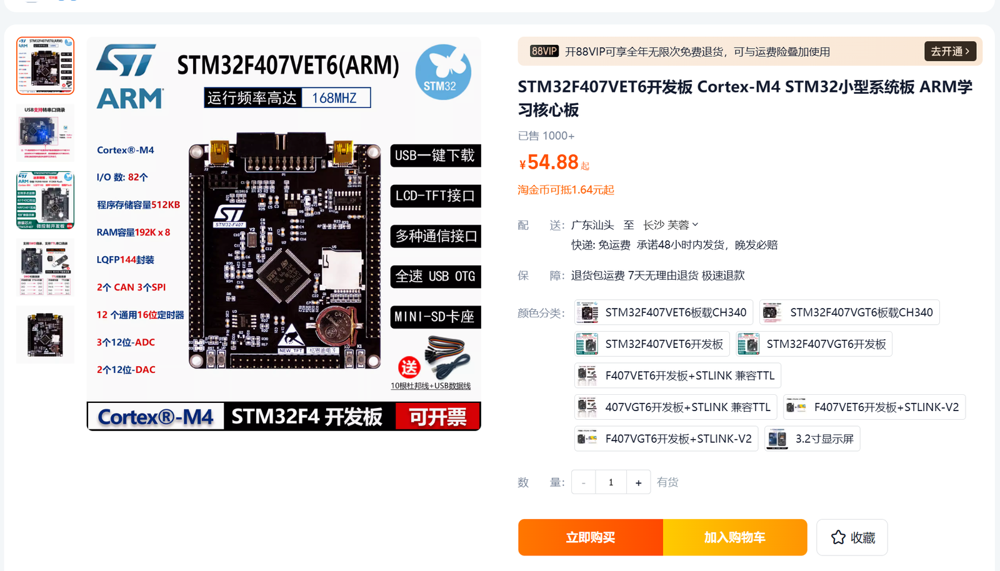 STM32F407VET6(ARM)
ARM
STM32
运行频率高达 168MHZ
Cortex®-M4
I/O 数: 82个
程序存储容量512KB
RAM容量192K x 8
LQFP144封装
2个 CAN 3个SPI
12 个通用16位定时器
3个12位-ADC
2个12位-DAC
USB一键下载
LCD-TFT接口
多种通信接口
全速 USB OTG
MINI-SD卡座
STM32-F407
NEW_TFT
送
10根杜邦线+USB数据线
Cortex®-M4 STM32F4 开发板 可开票
USB支持转串口烧录
88VIP 开88VIP可享全年无限次免费退货，可与运费险叠加使用 去开通 >
STM32F407VET6开发板 Cortex-M4 STM32小型系统板 ARM学
习核心板
已售 1000+
¥54.88起
淘金币可抵1.64元起
配送： 广东汕头 至 长沙 芙蓉
快递: 免运费 承诺48小时内发货，晚发必赔
保障： 退货包运费 7天无理由退货 极速退款
颜色分类： STM32F407VET6板载CH340 STM32F407VGT6板载CH340
STM32F407VET6开发板 STM32F407VGT6开发板
F407VET6开发板+STLINK 兼容TTL
407VGT6开发板+STLINK 兼容TTL F407VET6开发板+STLINK-V2
F407VGT6开发板+STLINK-V2 3.2寸显示屏
数量： - 1 + 有货
立即购买 加入购物车 收藏